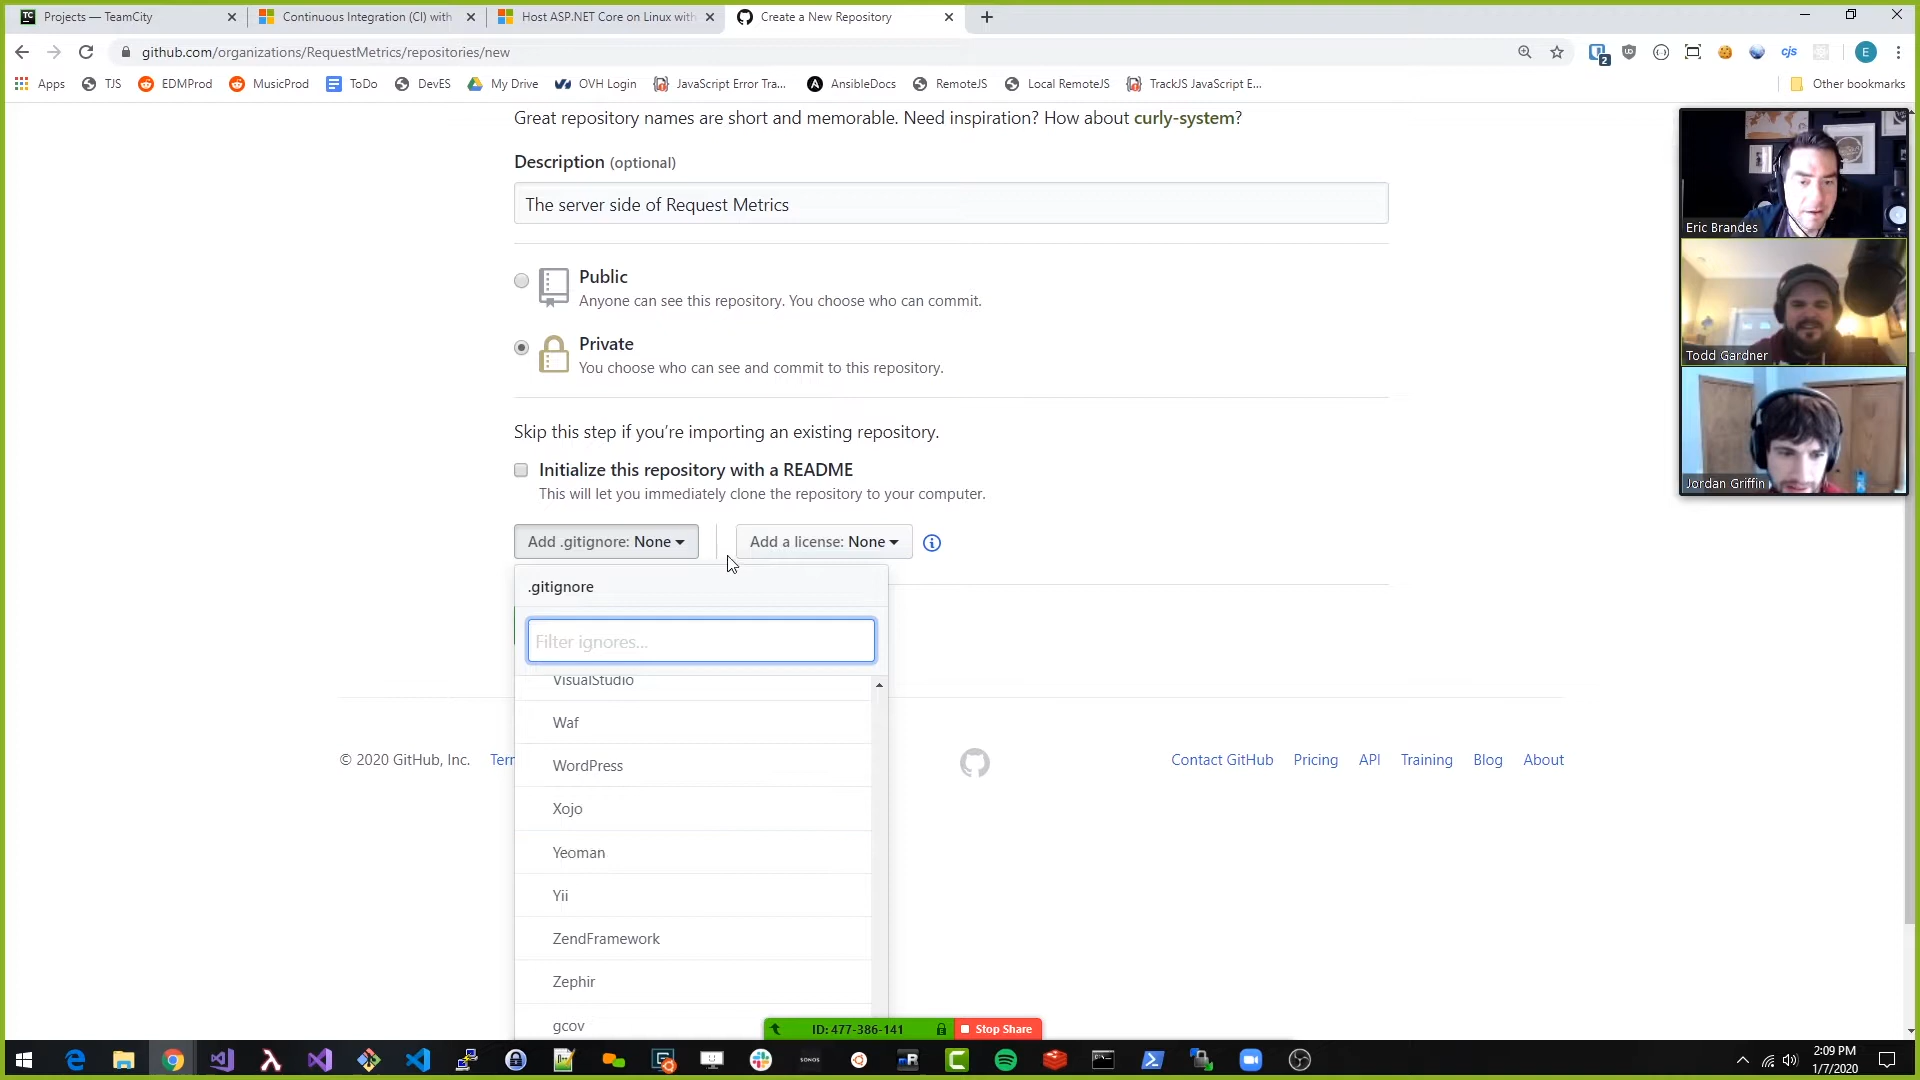 Projects — TeamCity
Continuous Integration (CI) with
Host ASP.NET Core on Linux with
Create a New Repository
github.com/organizations/RequestMetrics/repositories/new
2
E
Apps
TJS
EDMProd
MusicProd
ToDo
DevES
My Drive
OVH Login
JavaScript Error Tra...
AnsibleDocs
RemoteJS
Local RemoteJS
TrackJS JavaScript E...
Other bookmarks
Great repository names are short and memorable. Need inspiration? How about curly-system?
Description (optional)
The server side of Request Metrics
Public
Anyone can see this repository. You choose who can commit.
Private
You choose who can see and commit to this repository.
Skip this step if you’re importing an existing repository.
Initialize this repository with a README
This will let you immediately clone the repository to your computer.
Add .gitignore: None
Add a license: None
.gitignore
Filter ignores...
VisualStudio
Waf
WordPress
Xojo
Yeoman
Yii
ZendFramework
Zephir
gcov
© 2020 GitHub, Inc.
Contact GitHub
Pricing
API
Training
Blog
About
Eric Brandes
Todd Gardner
Jordan Griffin
ID: 477-386-141
Stop Share
SONOS
2:09 PM
1/7/2020